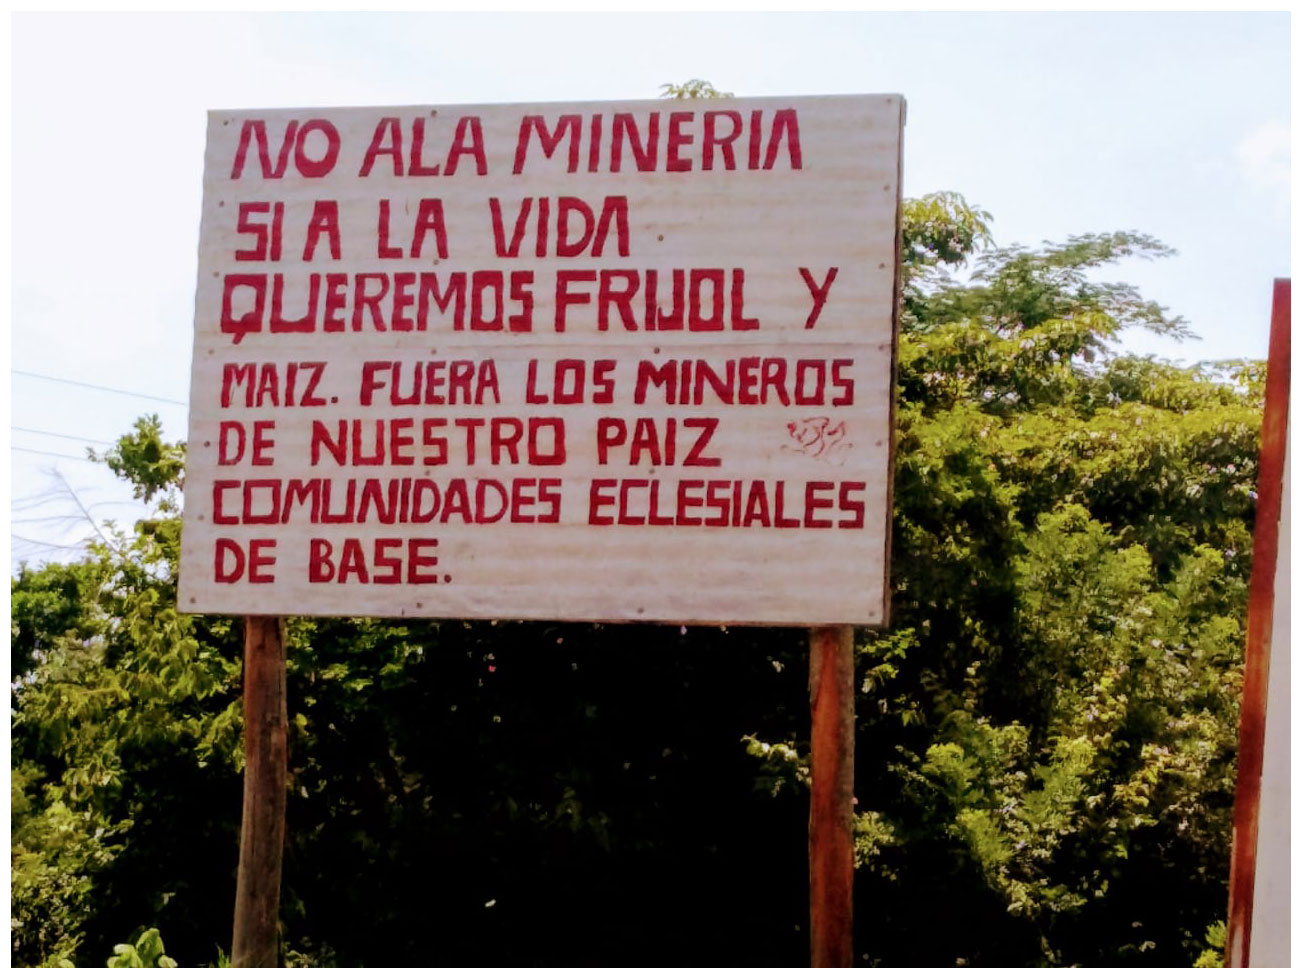 NO ALA MINERIA
SI A LA VIDA
QUEREMOS FRIJOL Y
MAIZ. FUERA LOS MINEROS
DE NUESTRO PAIZ
COMUNIDADES ECLESIALES
DE BASE.